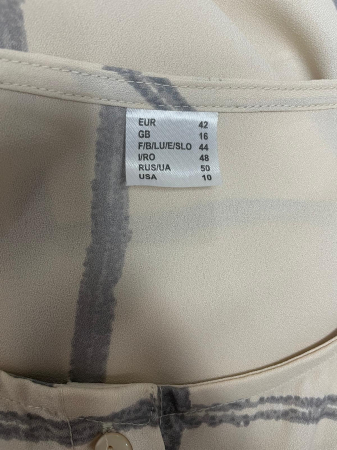 EUR 42
GB 16
F/B/LU/E/SLO 44
I/RO 48
RUS/UA 50
USA 10